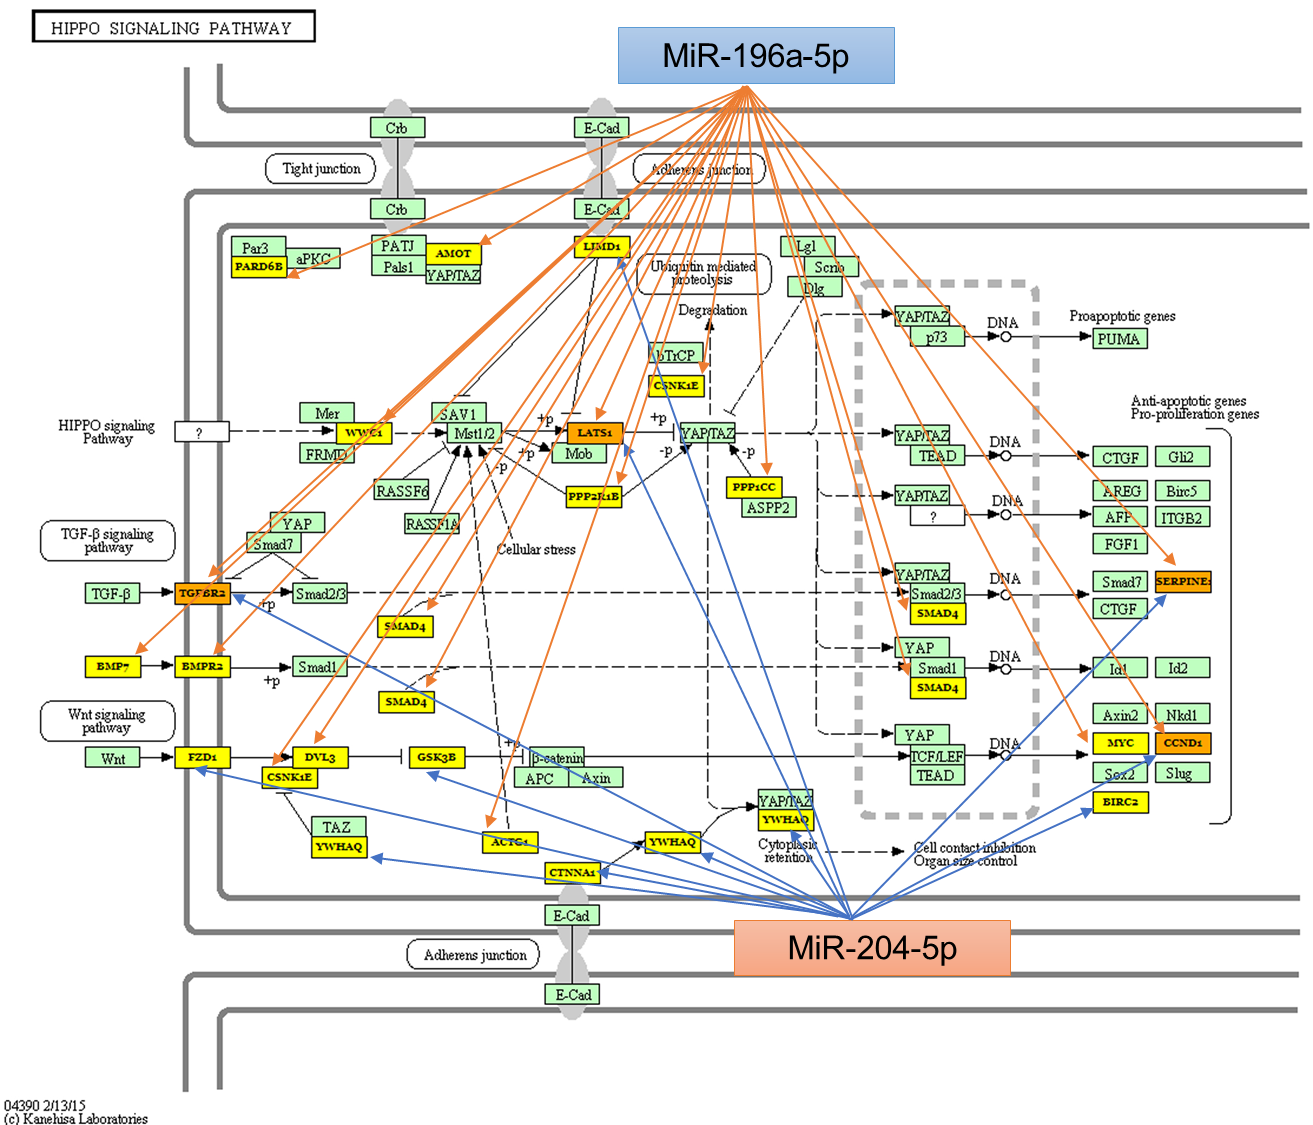 HIPPO SIGNALING PATHWAY
MiR-196a-5p
Crb
E-Cad
Tight junction
Adherens junction
Crb
E-Cad
Par3
aPKC
PARD6B
PATJ
AMOT
Pals1
YAP/TAZ
LIMD1
Ubiquitin mediated
proteolysis
Lgl
Scrib
Dlg
Degradation
YAP/TAZ
p73
DNA
Proapoptotic genes
PUMA
bTrCP
CSNK1E
Anti-apoptotic genes
Pro-proliferation genes
HIPPO signaling
Pathway
?
Mer
WWC1
FRMD
SAV1
Mst1/2
+p
LATS1
Mob
+p
+p
-p
-p
-p
YAP/TAZ
YAP/TAZ
TEAD
DNA
CTGF
Gli2
RASSF6
RASSF1A
PPP2R1B
PPP1CC
ASPP2
YAP/TAZ
?
DNA
AREG
Birc5
AFP
ITGB2
FGF1
TGF-β signaling
pathway
YAP
Smad7
Cellular stress
TGF-β
TGFBR2
+p
Smad2/3
SMAD4
YAP/TAZ
Smad2/3
SMAD4
DNA
Smad7
SERPINE1
CTGF
BMP7
BMPR2
+p
Smad1
SMAD4
YAP
Smad1
SMAD4
DNA
Id1
Id2
Wnt signaling
pathway
Wnt
FZD1
DVL3
CSNK1E
GSK3B
+p
β-catenin
APC
Axin
YAP
TCF/LEF
TEAD
DNA
Axin2
Nkd1
MYC
CCND1
Sox2
Slug
BIRC2
TAZ
YWHAQ
ACTG1
YWHAQ
YAP/TAZ
YWHAQ
Cytoplasic
retention
Cell contact inhibition
Organ size control
CTNNA1
E-Cad
MiR-204-5p
Adherens junction
E-Cad
04390 2/13/15
(c) Kanehisa Laboratories